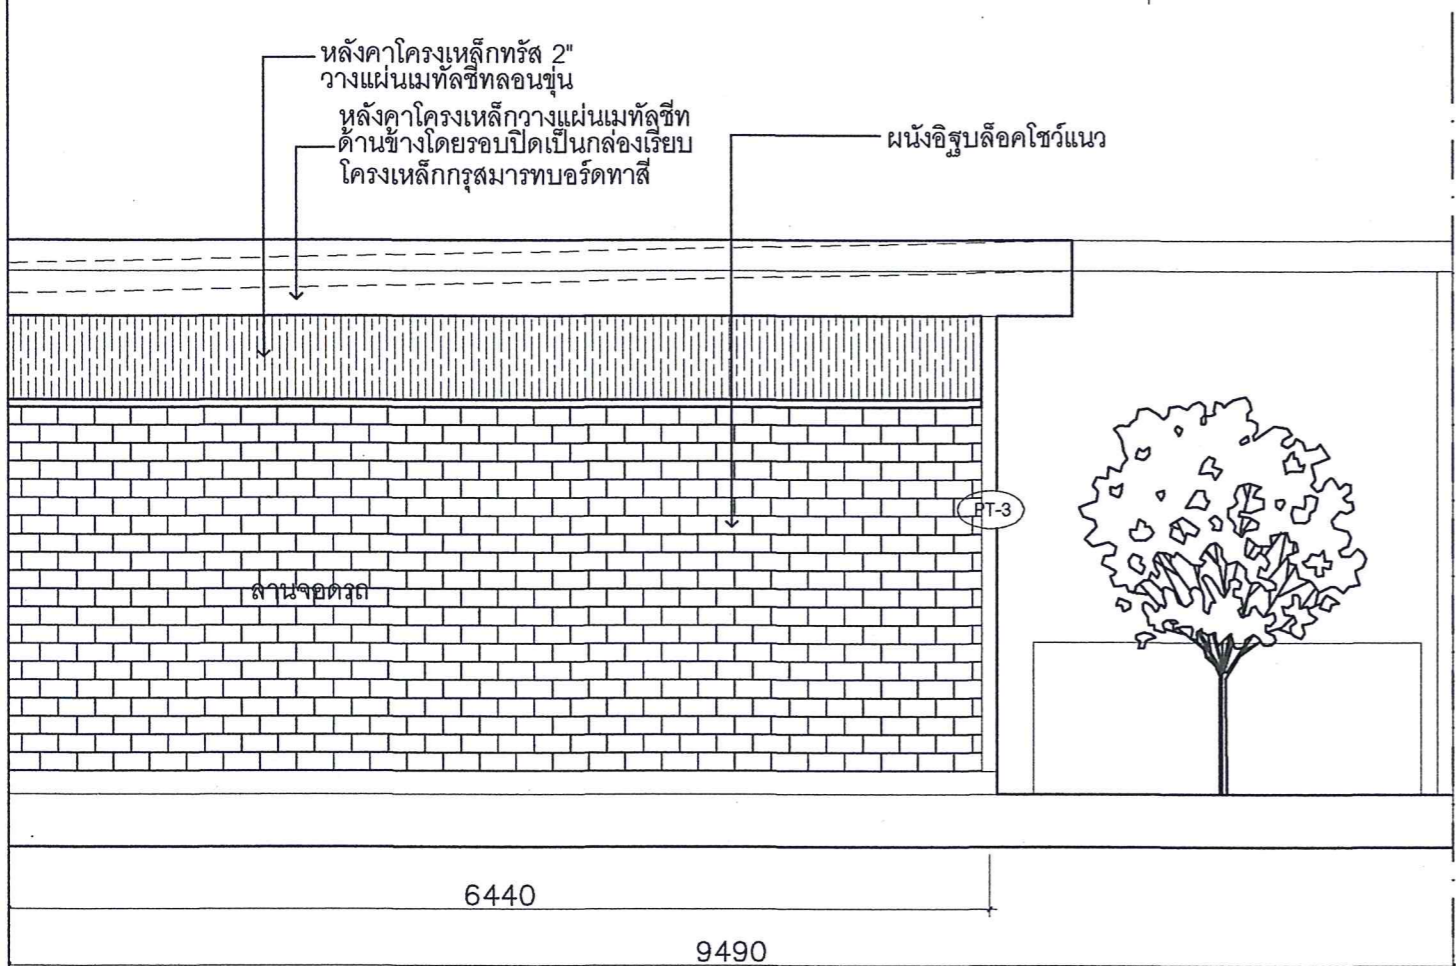 หลังคาโครงเหล็กทรัส 2"
วางแผ่นเมทัลชีทลอนขุ่น
หลังคาโครงเหล็กวางแผ่นเมทัลชีท
ด้านข้างโดยรอบปิดเป็นกล่องเรียบ
โครงเหล็กกรุสมารทบอร์ดทาสี
ผนังอิฐบล็อคโชว์แนว
PT-3
ลานจอดรถ
6440
9490